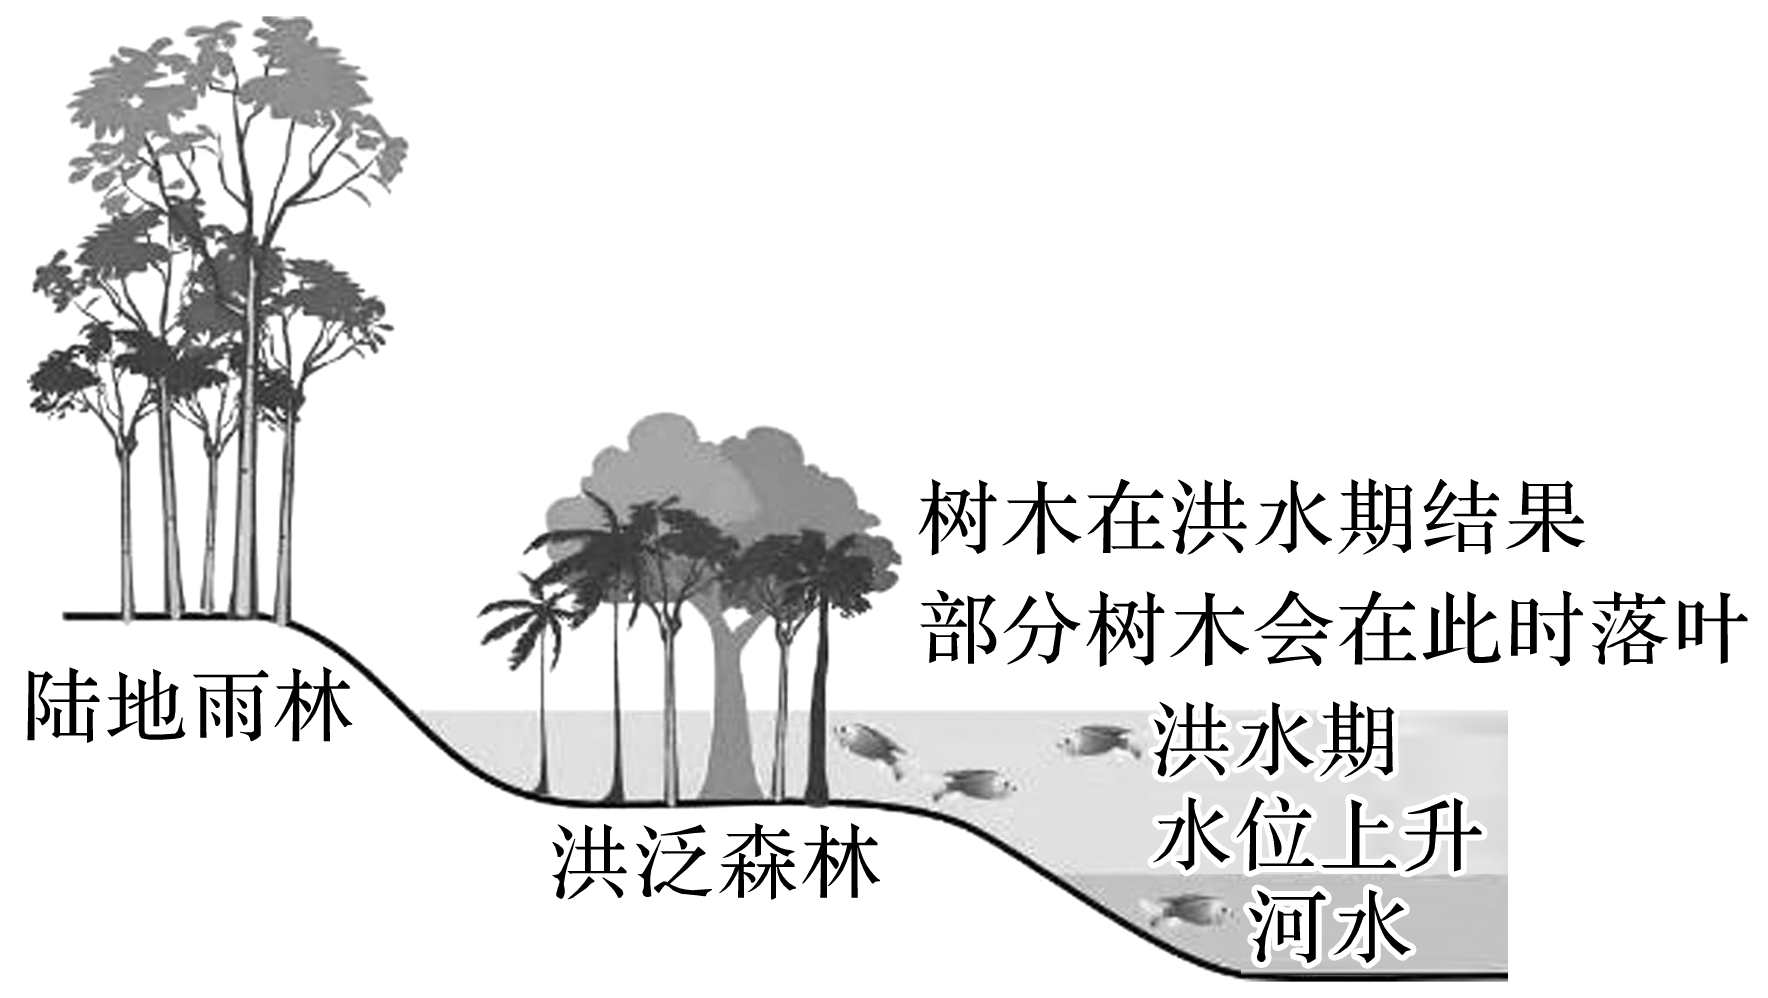 树木在洪水期结果
部分树木会在此时落叶
陆地雨林
洪水期
水位上升
洪泛森林
河水